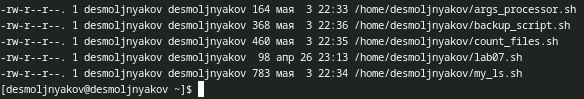 -rw-r--r--. 1 desmoljnyakov desmoljnyakov 164 мая  3 22:33 /home/desmoljnyakov/args_processor.sh
-rw-r--r--. 1 desmoljnyakov desmoljnyakov 368 мая  3 22:36 /home/desmoljnyakov/backup_script.sh
-rw-r--r--. 1 desmoljnyakov desmoljnyakov 460 мая  3 22:35 /home/desmoljnyakov/count_files.sh
-rw-r--r--. 1 desmoljnyakov desmoljnyakov  98 апр 26 23:13 /home/desmoljnyakov/lab07.sh
-rw-r--r--. 1 desmoljnyakov desmoljnyakov 783 мая  3 22:34 /home/desmoljnyakov/my_ls.sh
[desmoljnyakov@desmoljnyakov ~]$